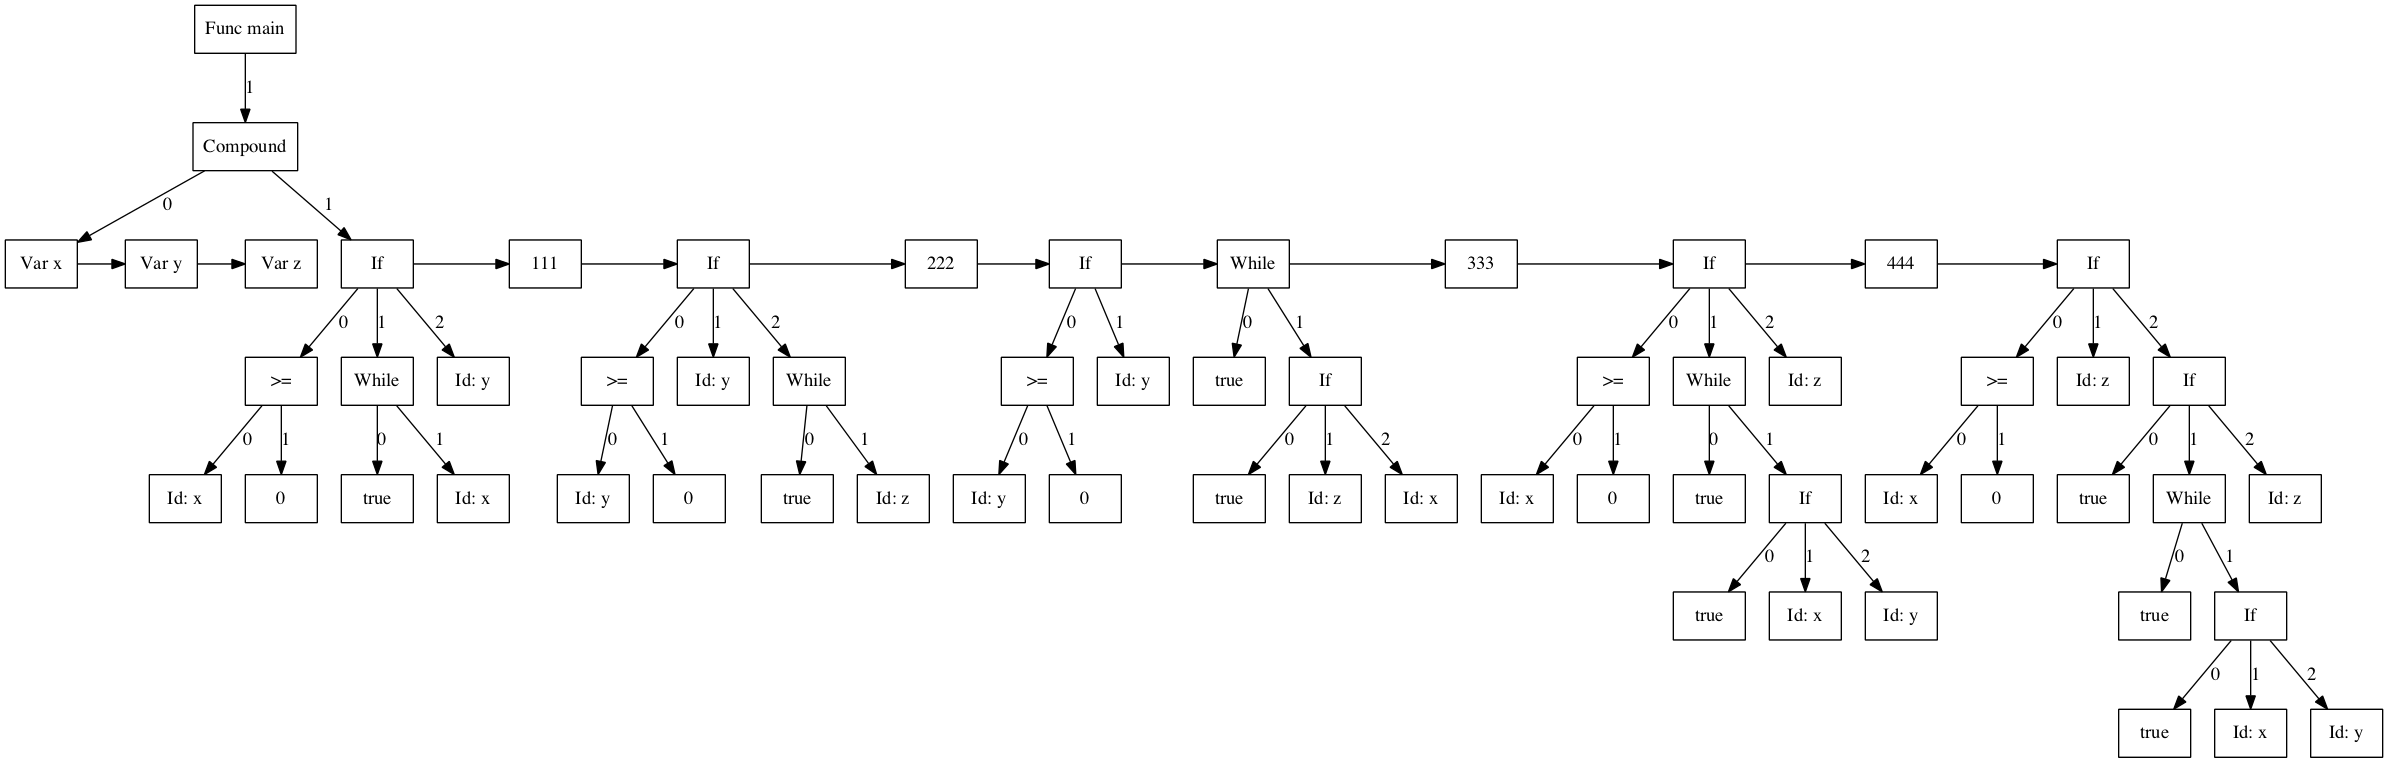 Func main
1
Compound
0 1
Var x Var y Var z If 111 If 222 If While 333 If 444 If
0 1 2 0 1 2 0 1 0 1 0 1 2 0 1 2
>= While Id: y >= Id: y While >= Id: y true If >= While Id: z >= Id: z If
0 1 0 1 0 1 0 1 0 1 0 1 2 0 1 0 1 0 1 0 1 2
Id: x 0 true Id: x Id: y 0 true Id: z Id: y 0 true Id: z Id: x Id: x 0 true If Id: x 0 true While Id: z
0 1 2 0 1
true Id: x Id: y true If
0 1 2
true Id: x Id: y